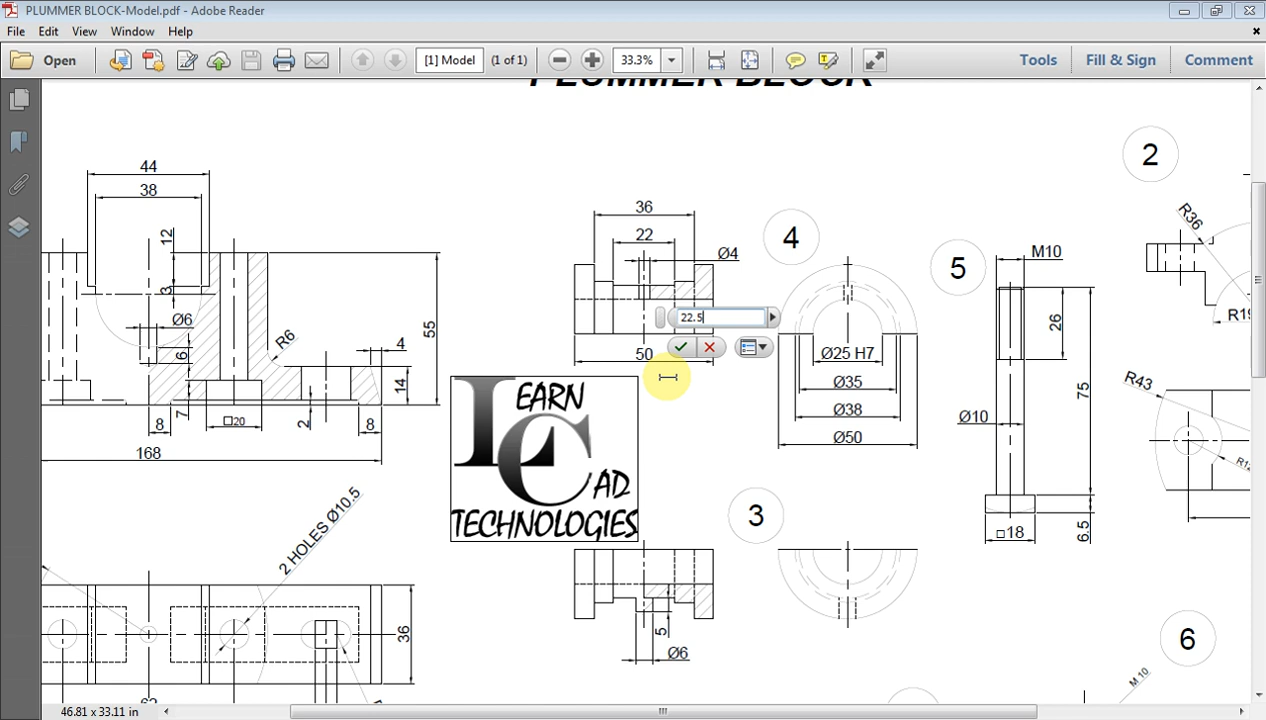 PLUMMER BLOCK-Model.pdf - Adobe Reader
File Edit View Window Help
Open [1] Model (1 of 1) 33.3% Tools Fill & Sign Comment
PLUMMER BLOCK
44
38
12
3
Ø6
6
R6
4
55
14
7
8
□20
2
8
168
36
22
Ø4
4
22.5
50
Ø25 H7
Ø35
Ø38
Ø50
5
M10
26
75
Ø10
□18
6.5
2
R36
R43
LEARN
CAD
TECHNOLOGIES
3
5
Ø6
2 HOLES Ø10.5
36
6
M 10
46.81 x 33.11 in